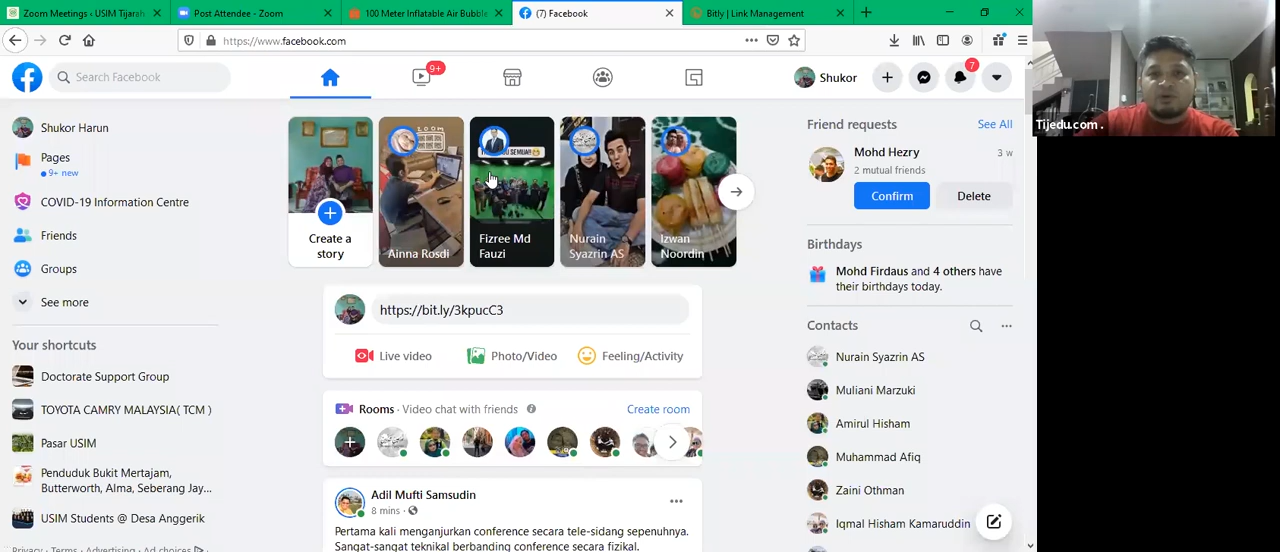 Zoom Meetings ‹ USIM Tijarah
Post Attendee - Zoom
100 Meter Inflatable Air Bubble
(7) Facebook
Bitly | Link Management
https://www.facebook.com
Search Facebook
9+
Shukor
7
Tijedu.com .
Shukor Harun
Pages
9+ new
COVID-19 Information Centre
Friends
Groups
See more
Your shortcuts
Doctorate Support Group
TOYOTA CAMRY MALAYSIA( TCM )
Pasar USIM
Penduduk Bukit Mertajam,
Butterworth, Alma, Seberang Jay...
USIM Students @ Desa Anggerik
Privacy · Terms · Advertising · Ad choices
Create a
story
zoom
Ainna Rosdi
SEMUA!!
Fizree Md
Fauzi
Nurain
Syazrin AS
Izwan
Noordin
https://bit.ly/3kpucC3
Live video
Photo/Video
Feeling/Activity
Rooms · Video chat with friends
Create room
Adil Mufti Samsudin
8 mins ·
Pertama kali menganjurkan conference secara tele-sidang sepenuhnya.
Sangat-sangat teknikal berbanding conference secara fizikal.
Friend requests
See All
Mohd Hezry
3 w
2 mutual friends
Confirm
Delete
Birthdays
Mohd Firdaus and 4 others have
their birthdays today.
Contacts
Nurain Syazrin AS
Muliani Marzuki
Amirul Hisham
Muhammad Afiq
Zaini Othman
Iqmal Hisham Kamaruddin